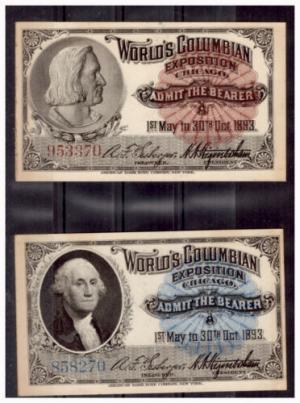 WORLD'S COLUMBIAN
EXPOSITION
CHICAGO.
ADMIT THE BEARER
A
1ST May to 30TH Oct. 1893.
953370
PRESIDENT.
AMERICAN BANK NOTE COMPANY, NEW YORK.
WORLD'S COLUMBIAN
EXPOSITION
CHICAGO.
ADMIT THE BEARER
A
1ST May to 30TH Oct. 1893.
858270
PRESIDENT.
AMERICAN BANK NOTE COMPANY, NEW YORK.